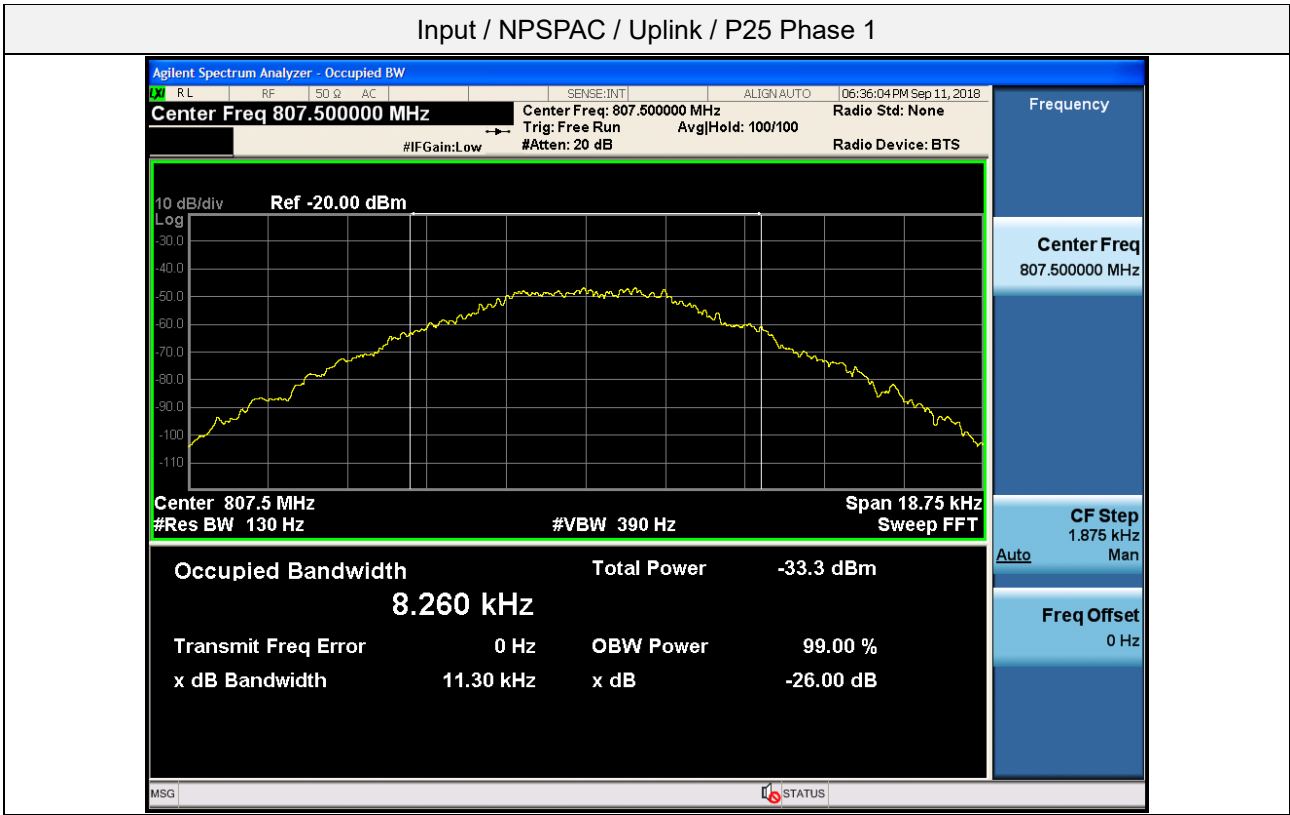 Input / NPSPAC / Uplink / P25 Phase 1
Agilent Spectrum Analyzer - Occupied BW
LXI RL RF 50 Ω AC SENSE:INT ALIGN AUTO 06:36:04 PM Sep 11, 2018
Center Freq 807.500000 MHz
Center Freq: 807.500000 MHz
Radio Std: None
Trig: Free Run
Avg|Hold: 100/100
#IFGain:Low
#Atten: 20 dB
Radio Device: BTS
10 dB/div
Ref -20.00 dBm
Log
-30.0
-40.0
-50.0
-60.0
-70.0
-80.0
-90.0
-100
-110
Center 807.5 MHz
Span 18.75 kHz
#Res BW 130 Hz
#VBW 390 Hz
Sweep FFT
Occupied Bandwidth
Total Power -33.3 dBm
8.260 kHz
Transmit Freq Error 0 Hz
OBW Power 99.00 %
x dB Bandwidth 11.30 kHz
x dB -26.00 dB
Frequency
Center Freq
807.500000 MHz
CF Step
1.875 kHz
Auto Man
Freq Offset
0 Hz
MSG
STATUS